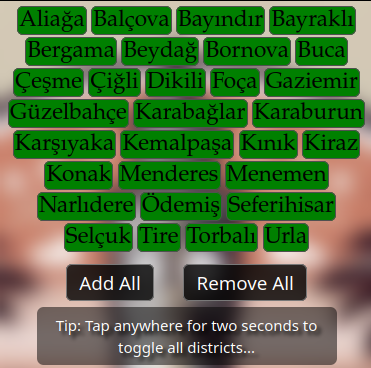 Aliağa Balçova Bayındır Bayraklı
Bergama Beydağ Bornova Buca
Çeşme Çiğli Dikili Foça Gaziemir
Güzelbahçe Karabağlar Karaburun
Karşıyaka Kemalpaşa Kınık Kiraz
Konak Menderes Menemen
Narlıdere Ödemiş Seferihisar
Selçuk Tire Torbalı Urla
Add All Remove All
Tip: Tap anywhere for two seconds to
toggle all districts...